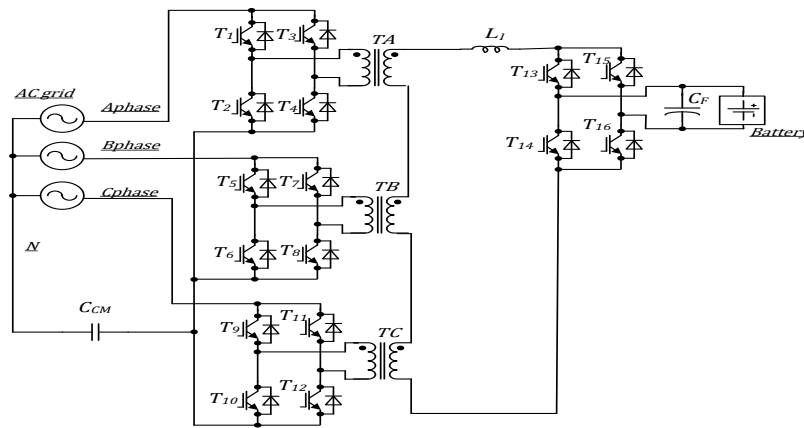 TA
L1
T1
T3
T15
T13
AC grid
Aphase
T2
T4
CF
Battery
Bphase
T14
T16
TB
T5
T7
Cphase
N
T6
T8
CCM
TC
T9
T11
T10
T12